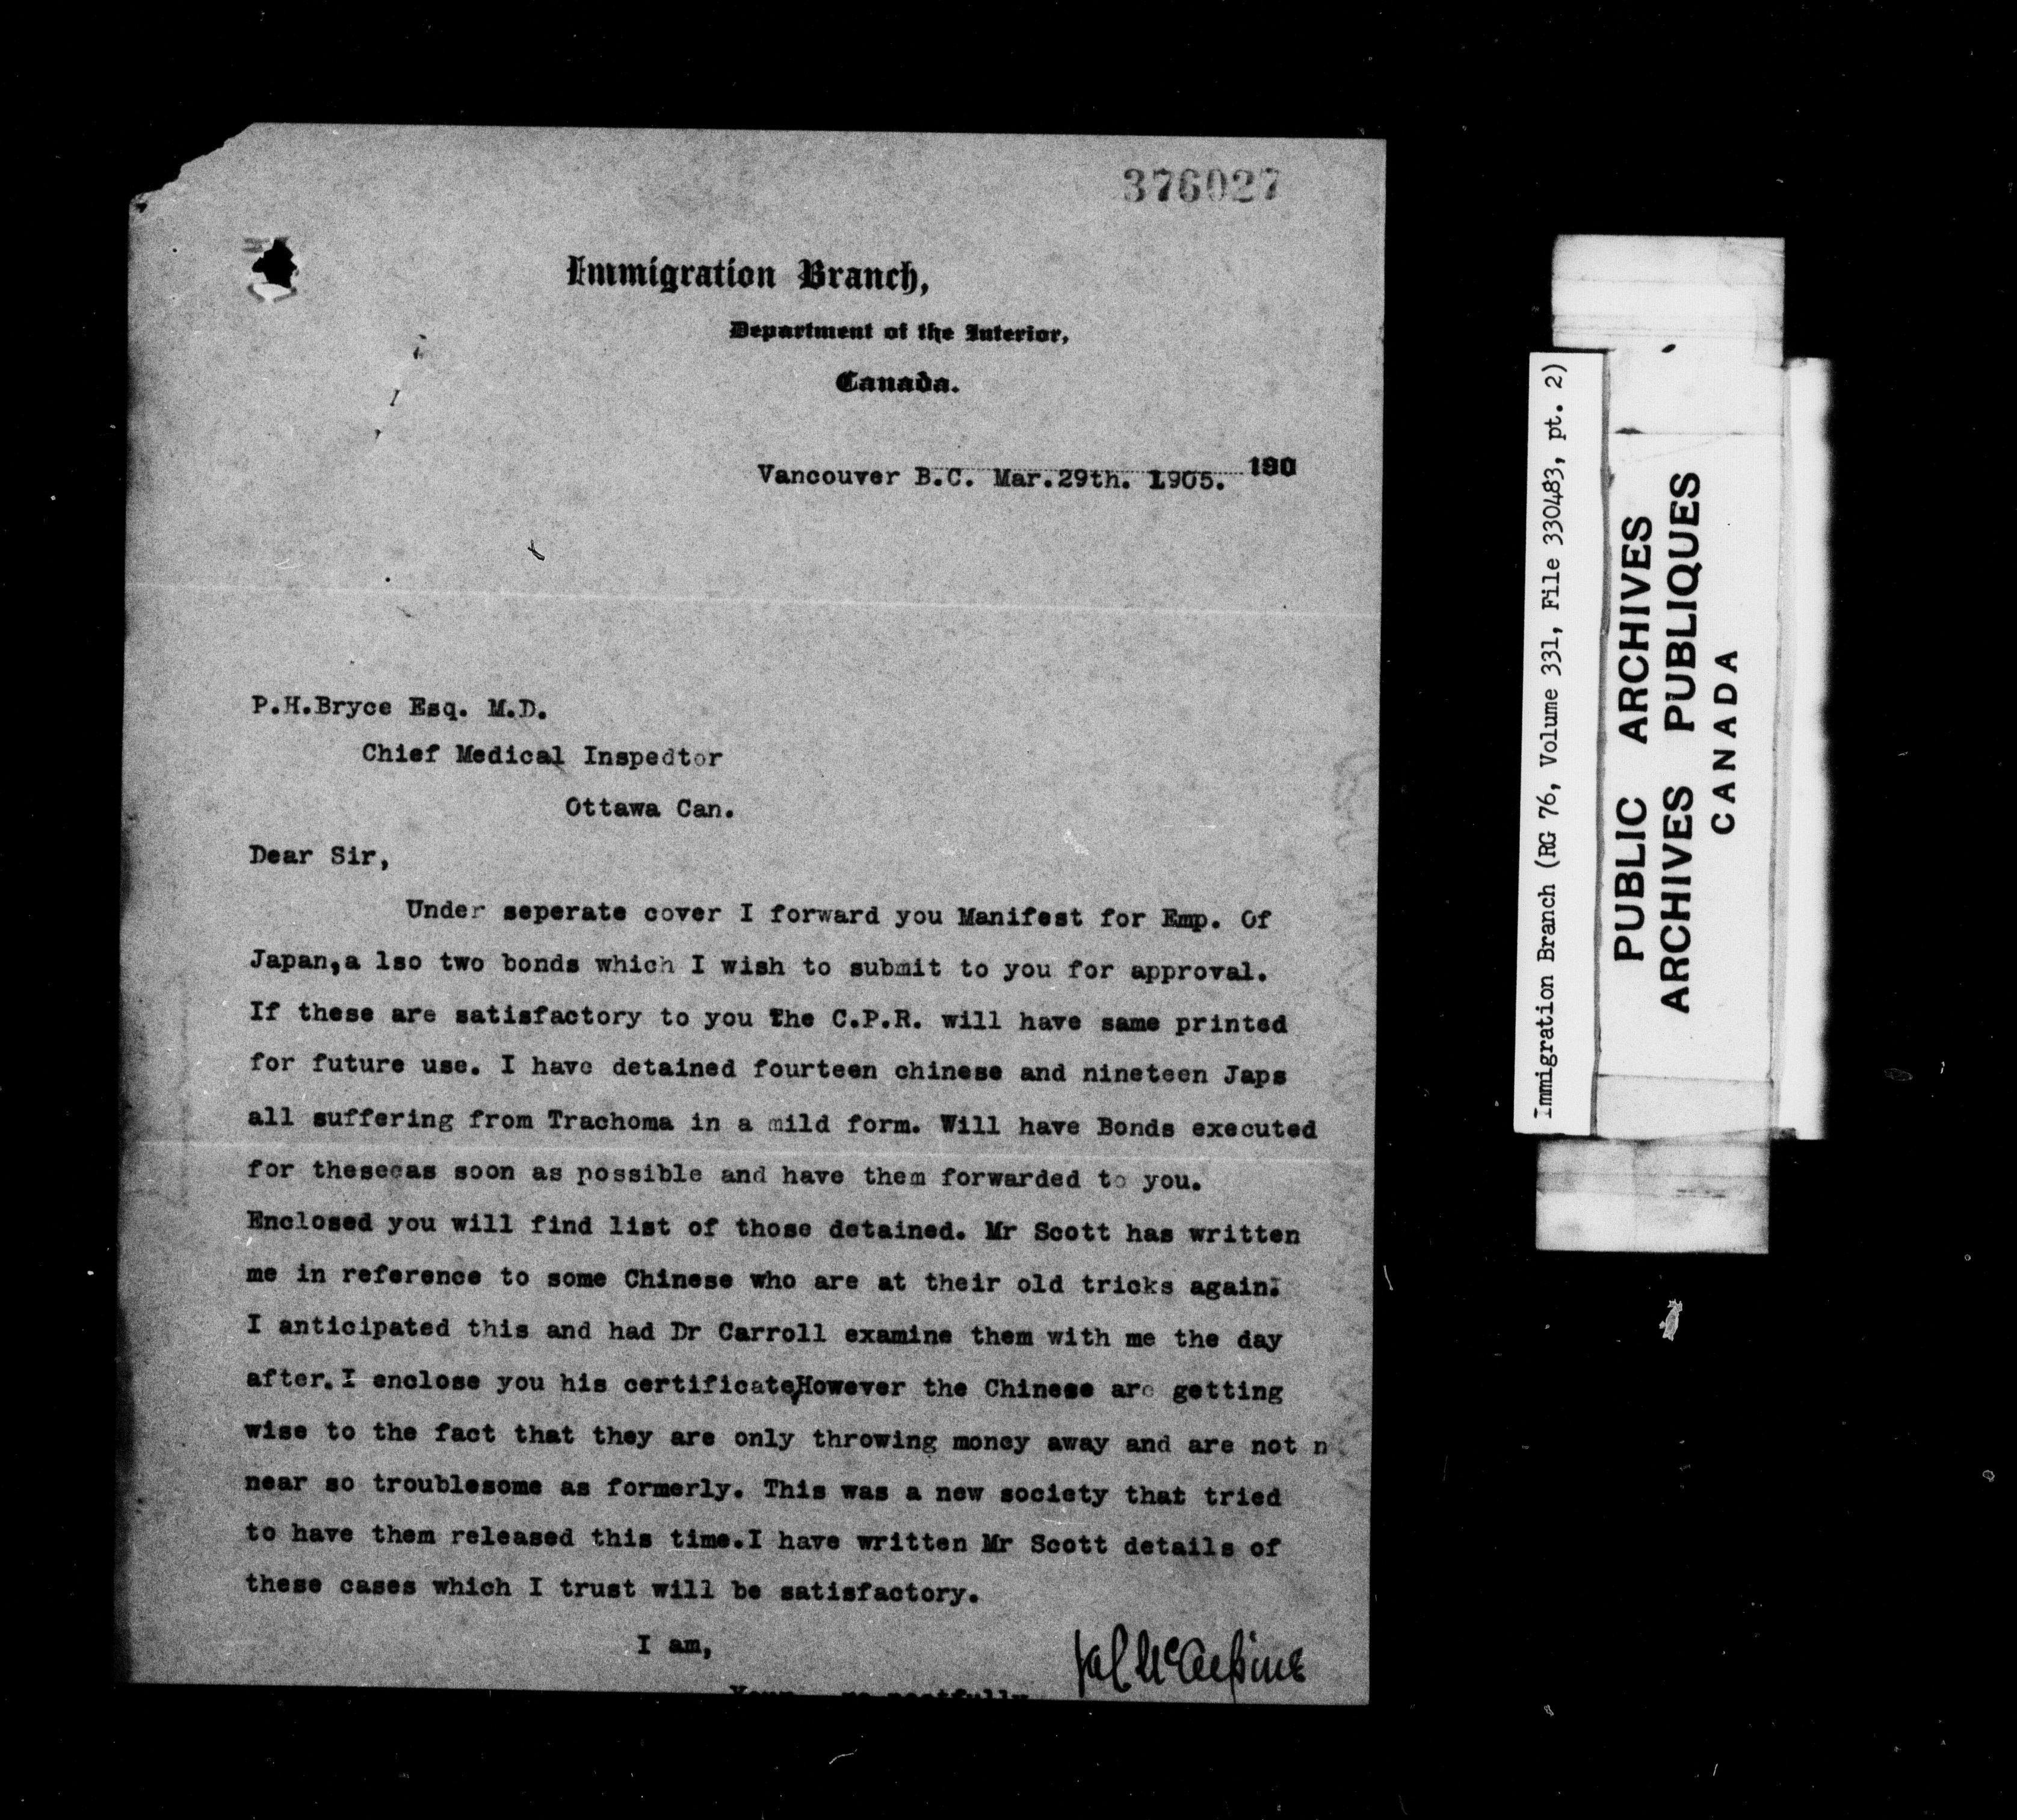 376027
Immigration Branch,
Department of the Interior,
Canada.
Vancouver B.C. Mar.29th. 1905. 190
P.H.Bryce Esq. M.D.
Chief Medical Inspedtor
Ottawa Can.
Dear Sir,
Under seperate cover I forward you Manifest for Emp. Of
Japan,a lso two bonds which I wish to submit to you for approval.
If these are satisfactory to you the C.P.R. will have same printed
for future use. I have detained fourteen chinese and nineteen Japs
all suffering from Trachoma in a mild form. Will have Bonds executed
for theseeas soon as possible and have them forwarded to you.
Enclosed you will find list of those detained. Mr Scott has written
me in reference to some Chinese who are at their old tricks again.
I anticipated this and had Dr Carroll examine them with me the day
after.I enclose you his certificate,However the Chinese are getting
wise to the fact that they are only throwing money away and are not n
near so troublesome as formerly. This was a new society that tried
to have them released this time.I have written Mr Scott details of
these cases which I trust will be satisfactory.
I am,
Immigration Branch (RG 76, Volume 331, File 330483, pt. 2)
PUBLIC ARCHIVES
ARCHIVES PUBLIQUES
CANADA